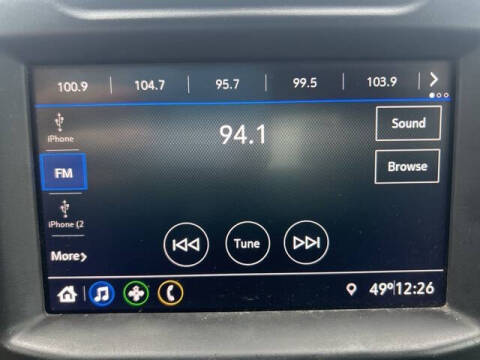 100.9 104.7 95.7 99.5 103.9
iPhone
94.1
Sound
FM
Browse
iPhone (2
More
Tune
49° 12:26